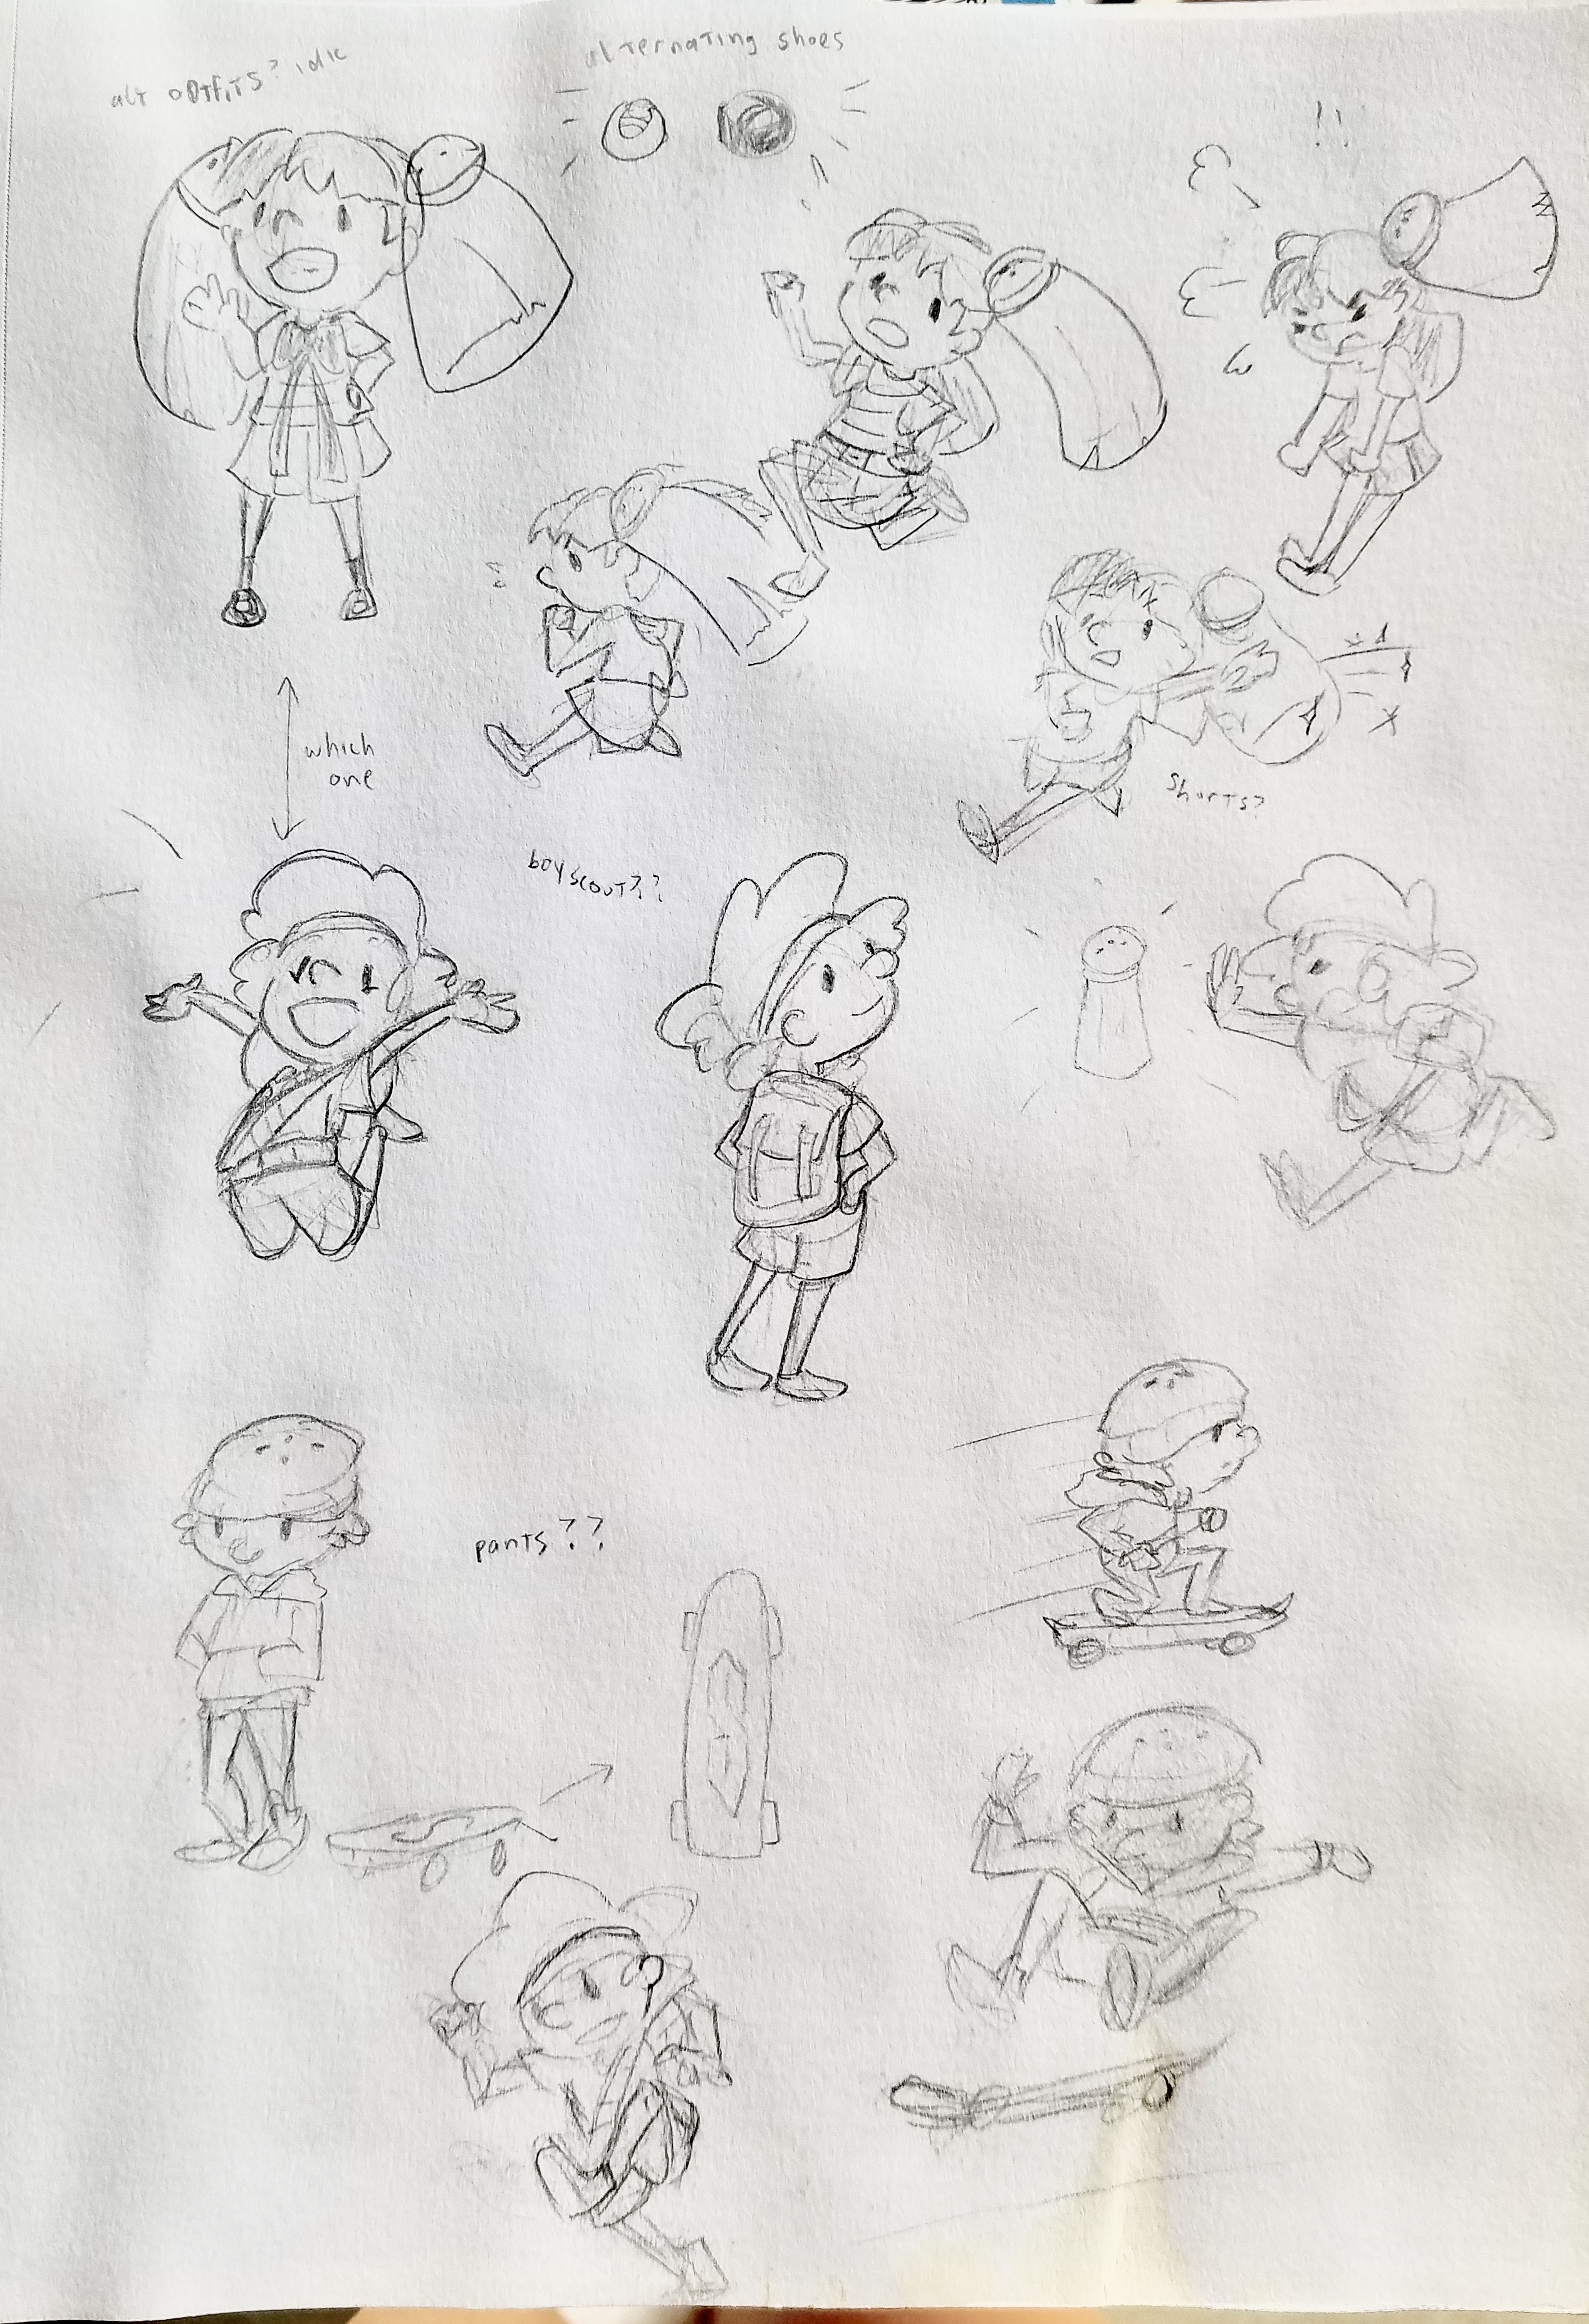 alt outfits? idk
alternating shoes
!!
which
one
shorts?
boyscout??
pants??